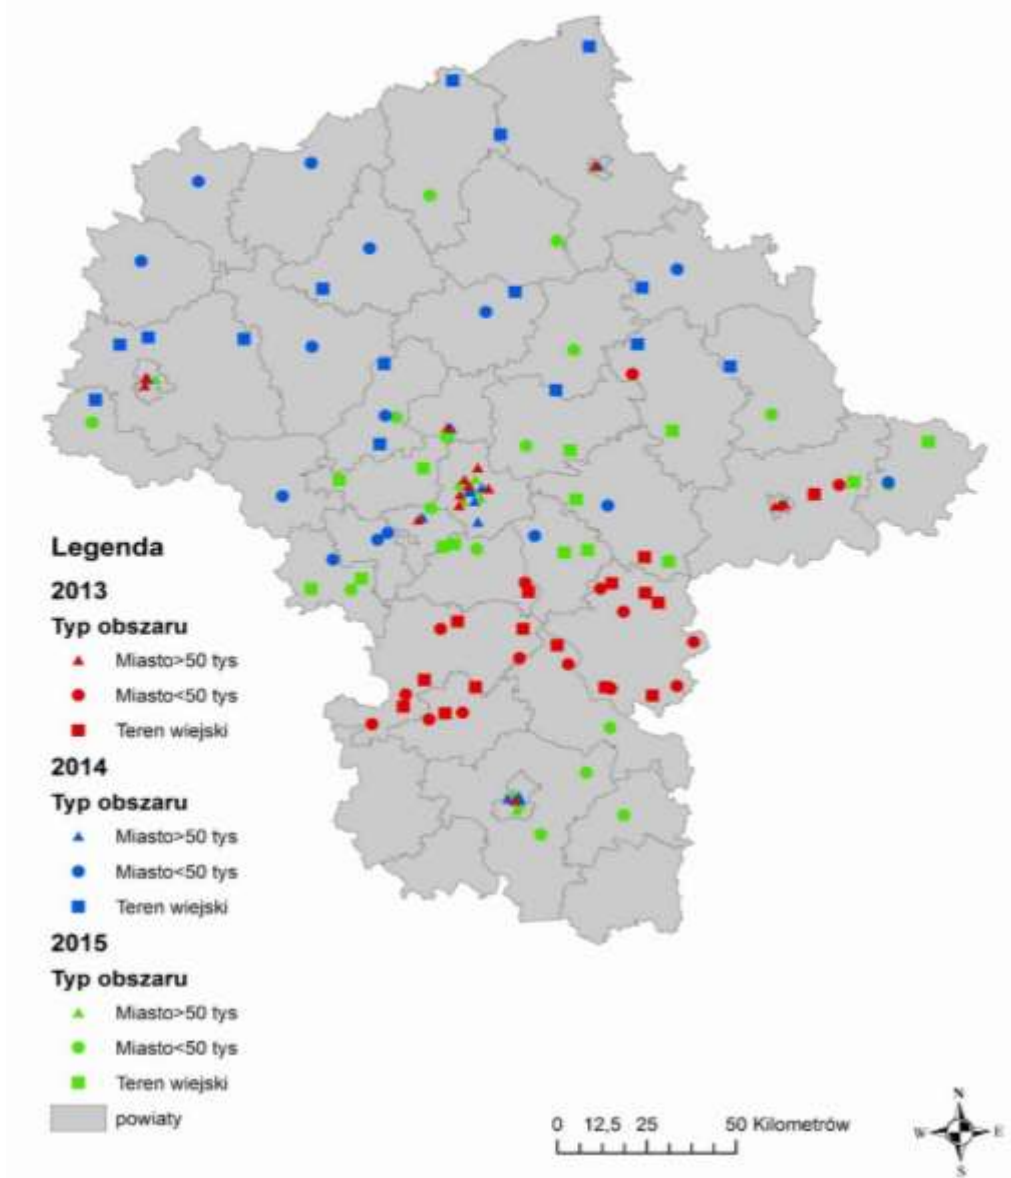 Legenda
2013
Typ obszaru
Miasto>50 tys
Miasto<50 tys
Teren wiejski
2014
Typ obszaru
Miasto>50 tys
Miasto<50 tys
Teren wiejski
2015
Typ obszaru
Miasto>50 tys
Miasto<50 tys
Teren wiejski
powiaty
0 12,5 25 50 Kilometrów
N
W E
S